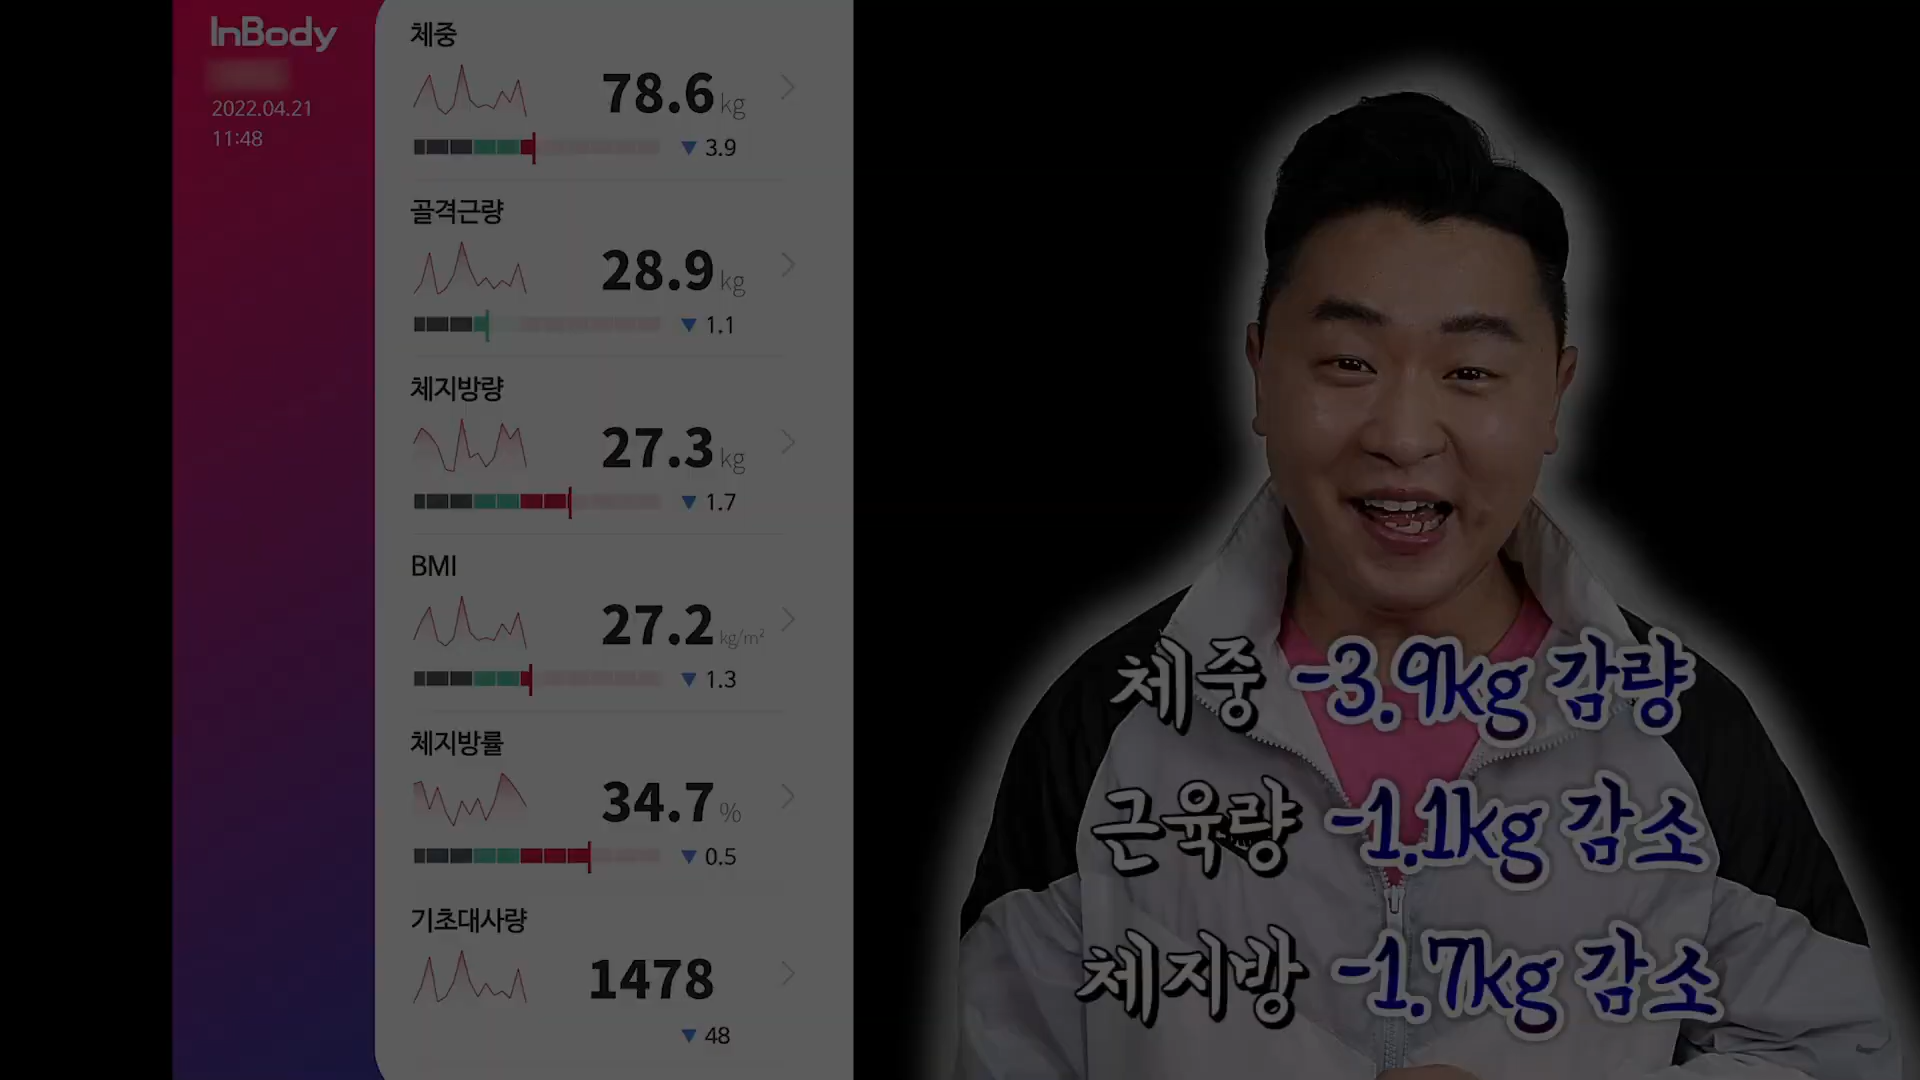 InBody
2022.04.21
11:48
체중
78.6 kg
▼ 3.9
골격근량
28.9 kg
▼ 1.1
체지방량
27.3 kg
▼ 1.7
BMI
27.2 kg/m²
▼ 1.3
체지방률
34.7 %
▼ 0.5
기초대사량
1478
▼ 48
체중 -3.9kg 감량
근육량 -1.1kg 감소
체지방 -1.7kg 감소